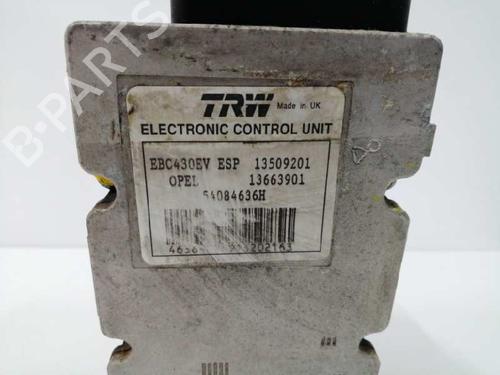 B-PARTS
TRW Made in UK
ELECTRONIC CONTROL UNIT
EBC430EV ESP 13509201
OPEL 13663901
54084636H